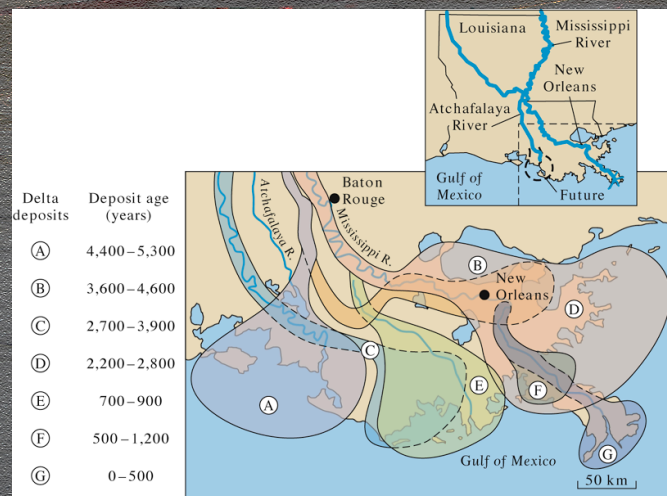 Louisiana
Mississippi
River
New
Orleans
Atchafalaya
River
Gulf of
Mexico
Future
Delta
deposits
Deposit age
(years)
A 4,400–5,300
B 3,600–4,600
C 2,700–3,900
D 2,200–2,800
E 700–900
F 500–1,200
G 0–500
Atchafalaya R.
Baton
Rouge
Mississippi R.
B
New
Orleans
D
C
A
E
F
G
Gulf of Mexico
50 km